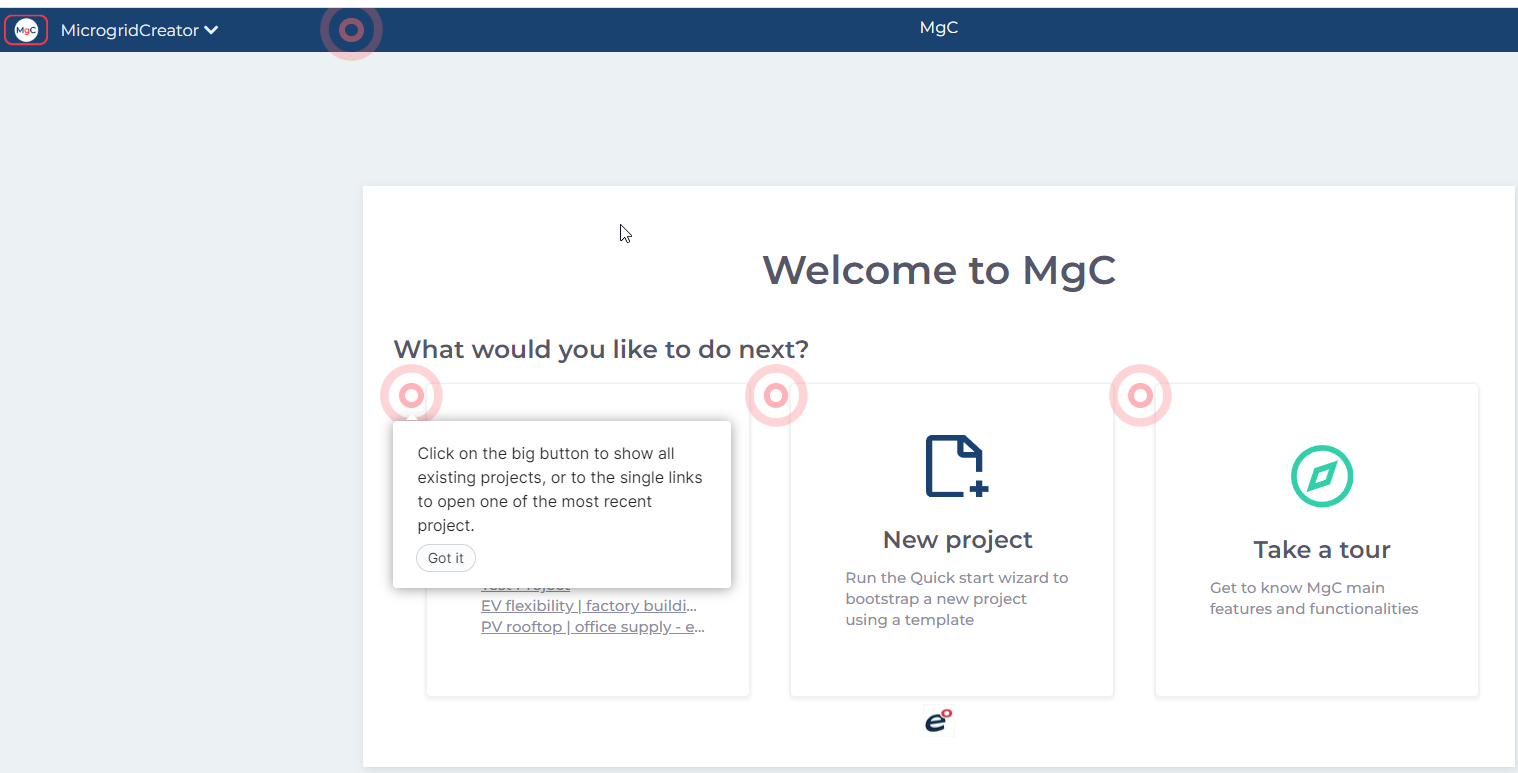 MgC MicrogridCreator MgC
Welcome to MgC
What would you like to do next?
Click on the big button to show all
existing projects, or to the single links
to open one of the most recent
project.
Got it
Test Project
EV flexibility | factory buildi...
PV rooftop | office supply - e...
New project
Run the Quick start wizard to
bootstrap a new project
using a template
Take a tour
Get to know MgC main
features and functionalities
e